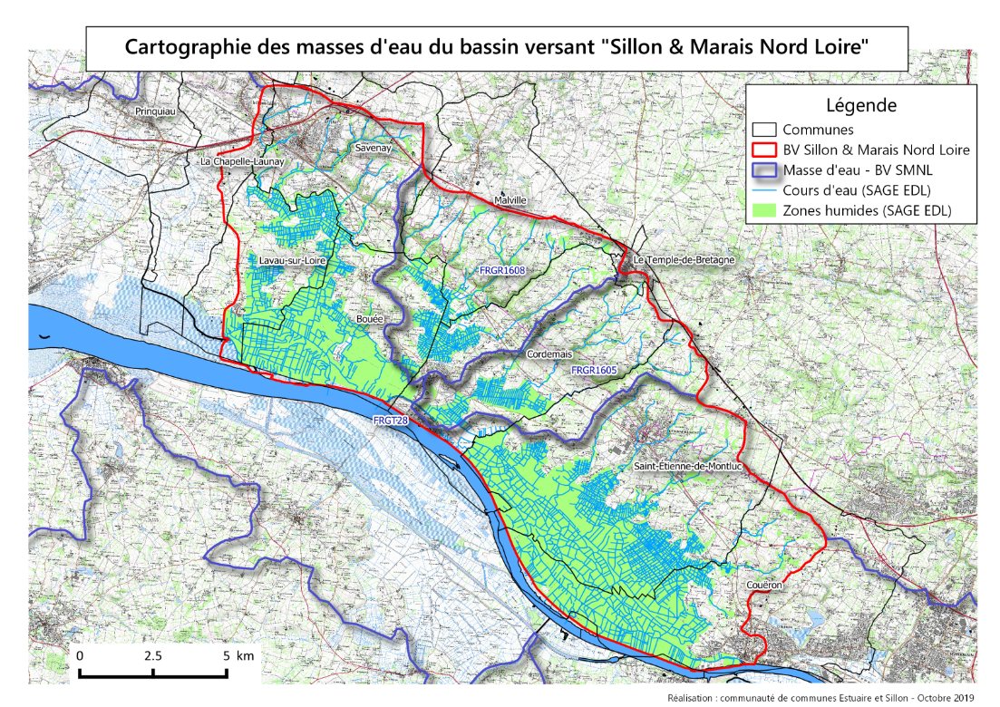 Cartographie des masses d'eau du bassin versant "Sillon & Marais Nord Loire"
Légende
Communes
BV Sillon & Marais Nord Loire
Masse d'eau - BV SMNL
Cours d'eau (SAGE EDL)
Zones humides (SAGE EDL)
Prinquiau
Savenay
La Chapelle-Launay
Malville
Lavau-sur-Loire
Le Temple-de-Bretagne
FRGR1608
Bouée
Cordemais
FRGR1605
FRGT28
Saint-Etienne-de-Montluc
Couëron
0 2.5 5 km
Réalisation : communauté de communes Estuaire et Sillon - Octobre 2019